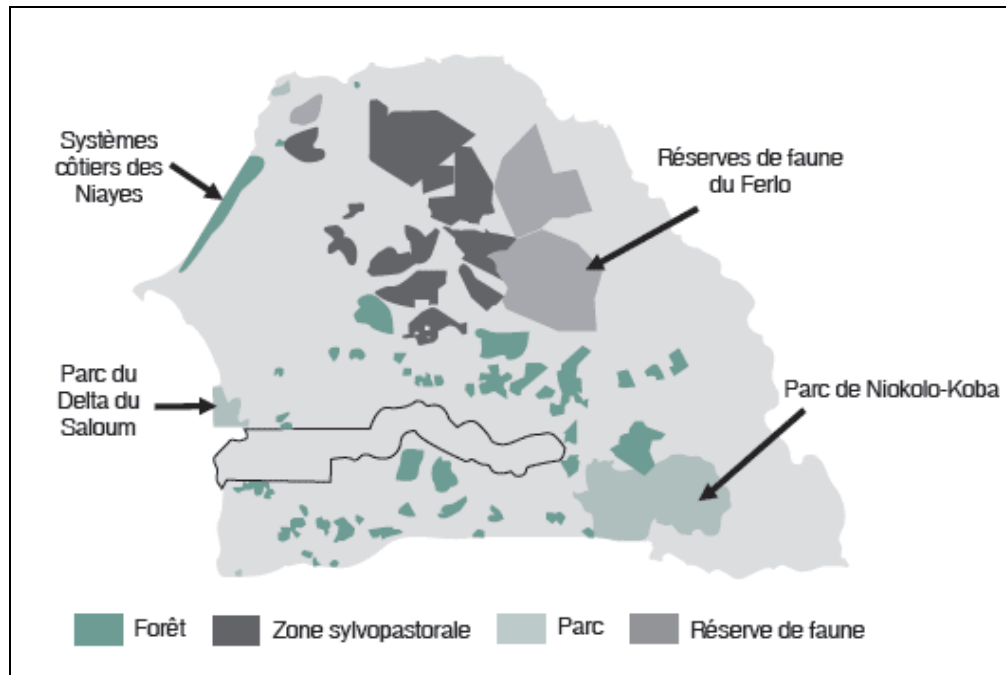 Systèmes
côtiers des
Niayes
Réserves de faune
du Ferlo
Parc du
Delta du
Saloum
Parc de Niokolo-Koba
Forêt
Zone sylvopastorale
Parc
Réserve de faune